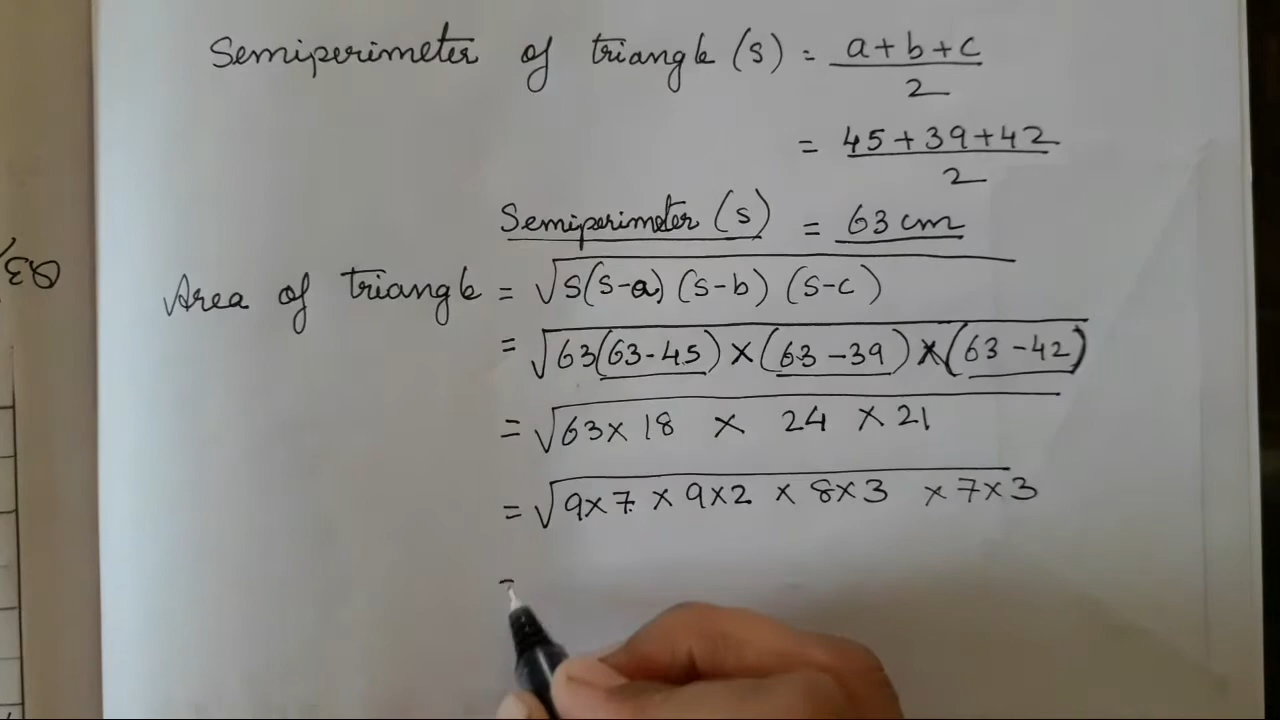 Semiperimeter of triangle (s) = a+b+c
2
= 45+39+42
2
Semiperimeter (s) = 63 cm
Area of triangle = √s(s-a) (s-b) (s-c)
= √63(63-45)×(63-39)×(63-42)
= √63×18 × 24 ×21
= √9×7 × 9×2 × 8×3 ×7×3
Q3,